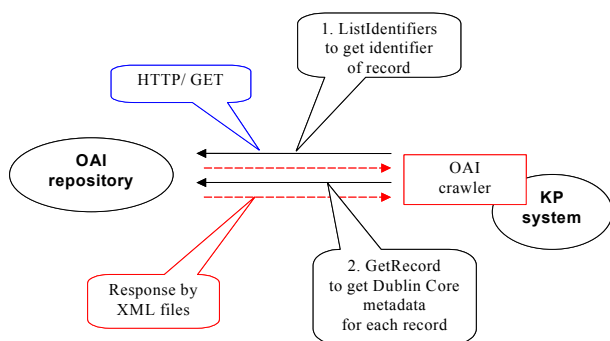 1. ListIdentifiers
to get identifier
of record
HTTP/ GET
OAI
repository
OAI
crawler
KP
system
Response by
XML files
2. GetRecord
to get Dublin Core
metadata
for each record